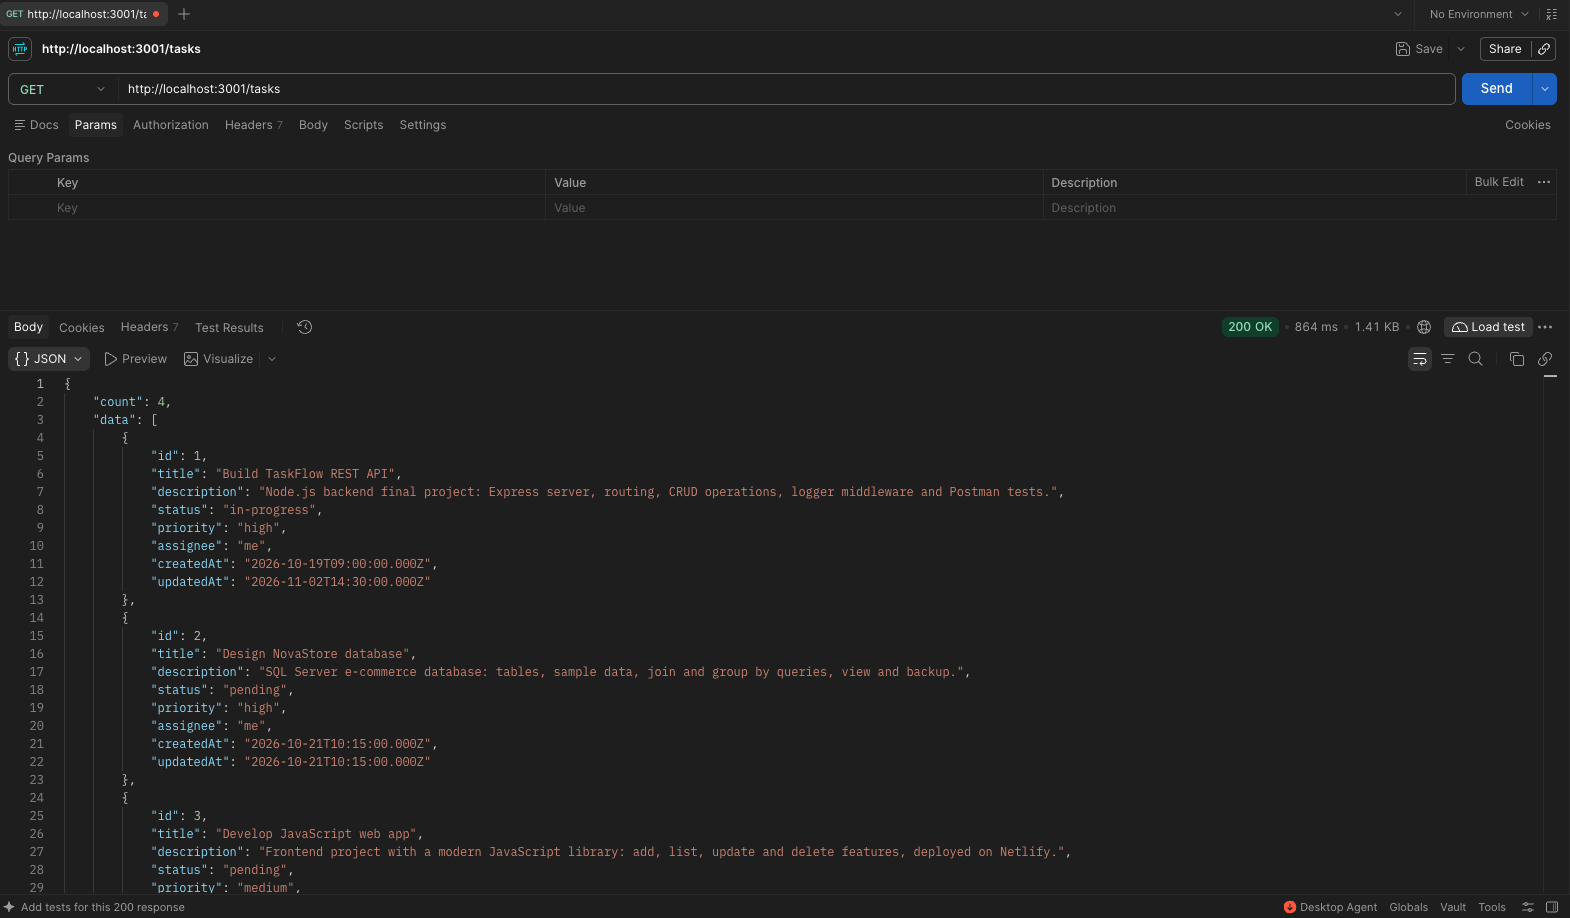 GET http://localhost:3001/ta
No Environment
HTTP http://localhost:3001/tasks
Save
Share
GET http://localhost:3001/tasks
Send
Docs Params Authorization Headers 7 Body Scripts Settings Cookies
Query Params
Key Value Description Bulk Edit
Key Value Description
Body Cookies Headers 7 Test Results 200 OK 864 ms 1.41 KB Load test
{} JSON Preview Visualize
1 {
2 "count": 4,
3 "data": [
4 {
5 "id": 1,
6 "title": "Build TaskFlow REST API",
7 "description": "Node.js backend final project: Express server, routing, CRUD operations, logger middleware and Postman tests.",
8 "status": "in-progress",
9 "priority": "high",
10 "assignee": "me",
11 "createdAt": "2026-10-19T09:00:00.000Z",
12 "updatedAt": "2026-11-02T14:30:00.000Z"
13 },
14 {
15 "id": 2,
16 "title": "Design NovaStore database",
17 "description": "SQL Server e-commerce database: tables, sample data, join and group by queries, view and backup.",
18 "status": "pending",
19 "priority": "high",
20 "assignee": "me",
21 "createdAt": "2026-10-21T10:15:00.000Z",
22 "updatedAt": "2026-10-21T10:15:00.000Z"
23 },
24 {
25 "id": 3,
26 "title": "Develop JavaScript web app",
27 "description": "Frontend project with a modern JavaScript library: add, list, update and delete features, deployed on Netlify.",
28 "status": "pending",
29 "priority": "medium",
Add tests for this 200 response
Desktop Agent Globals Vault Tools